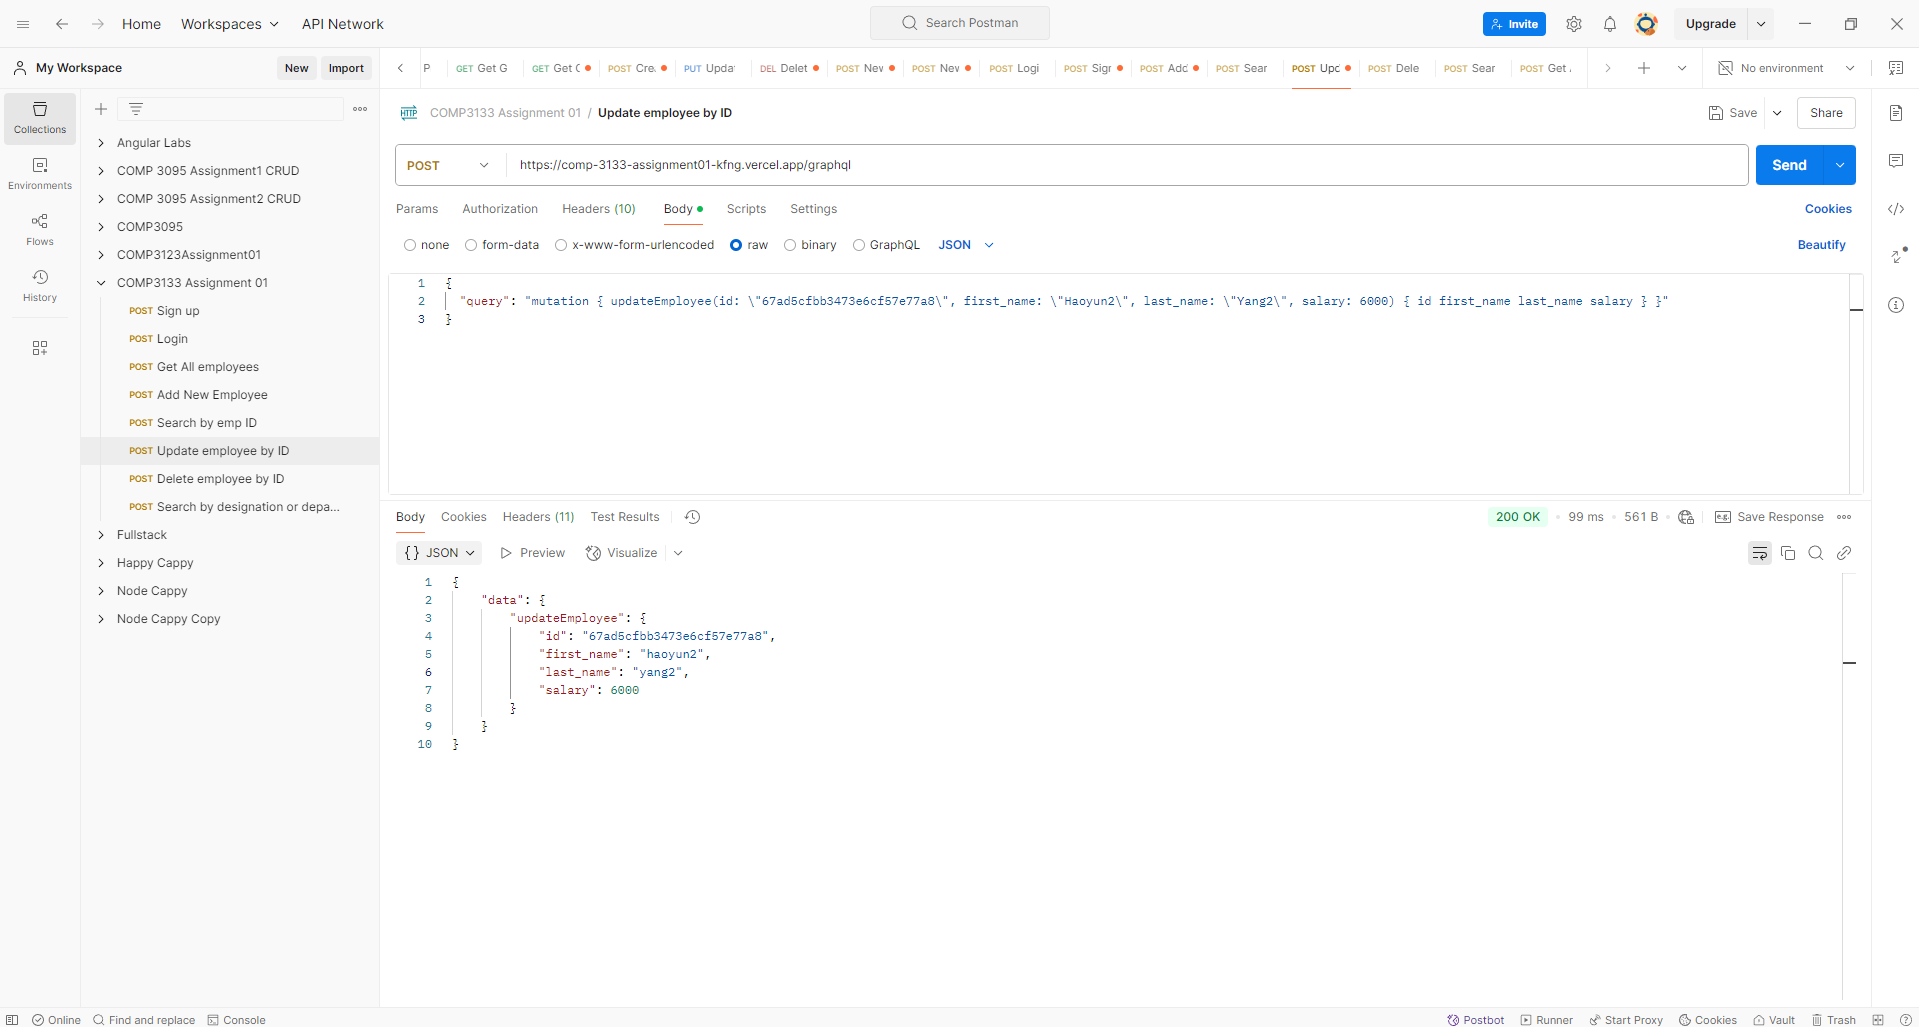 Home Workspaces API Network Search Postman Invite Upgrade
My Workspace New Import P GET Get G GET Get C POST Cre PUT Upda DEL Delet POST Nev POST Nev POST Logi POST Sigr POST Add POST Sear POST Upd POST Dele POST Sear POST Get No environment
Collections
Environments
Flows
History
Angular Labs
COMP 3095 Assignment1 CRUD
COMP 3095 Assignment2 CRUD
COMP3095
COMP3123Assignment01
COMP3133 Assignment 01
POST Sign up
POST Login
POST Get All employees
POST Add New Employee
POST Search by emp ID
POST Update employee by ID
POST Delete employee by ID
POST Search by designation or depa...
Fullstack
Happy Cappy
Node Cappy
Node Cappy Copy
HTTP COMP3133 Assignment 01 / Update employee by ID Save Share
POST https://comp-3133-assignment01-kfng.vercel.app/graphql Send
Params Authorization Headers (10) Body Scripts Settings Cookies
none form-data x-www-form-urlencoded raw binary GraphQL JSON Beautify
1 {
2 "query": "mutation { updateEmployee(id: \"67ad5cfbb3473e6cf57e77a8\", first_name: \"Haoyun2\", last_name: \"Yang2\", salary: 6000) { id first_name last_name salary } }"
3 }
Body Cookies Headers (11) Test Results 200 OK • 99 ms • 561 B • e.g. Save Response
{} JSON Preview Visualize
1 {
2 "data": {
3 "updateEmployee": {
4 "id": "67ad5cfbb3473e6cf57e77a8",
5 "first_name": "haoyun2",
6 "last_name": "yang2",
7 "salary": 6000
8 }
9 }
10 }
Online Find and replace Console Postbot Runner Start Proxy Cookies Vault Trash